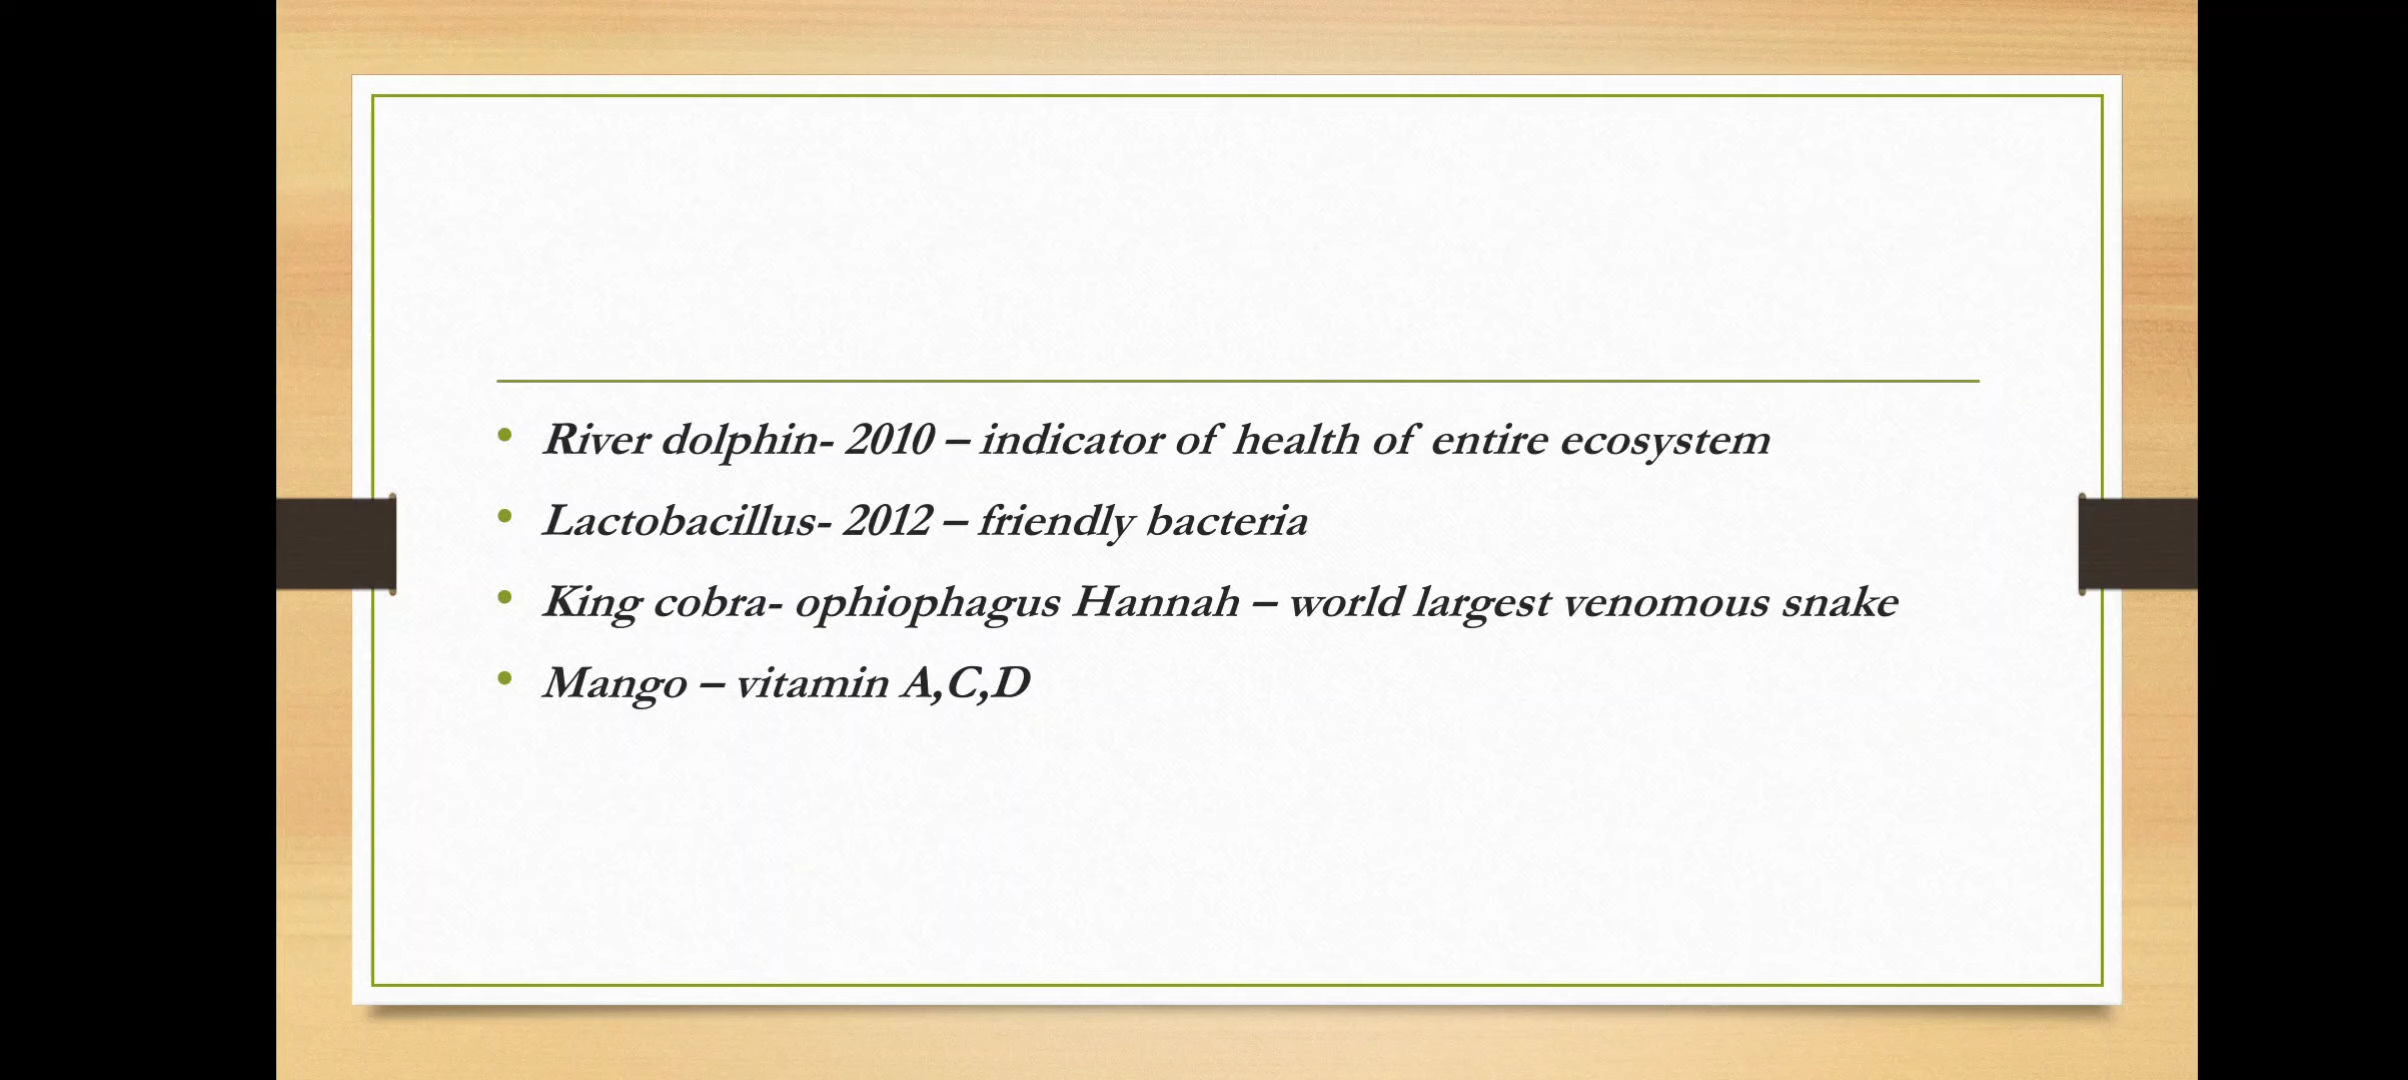 River dolphin- 2010 – indicator of health of entire ecosystem
Lactobacillus- 2012 – friendly bacteria
King cobra- ophiophagus Hannah – world largest venomous snake
Mango – vitamin A,C,D